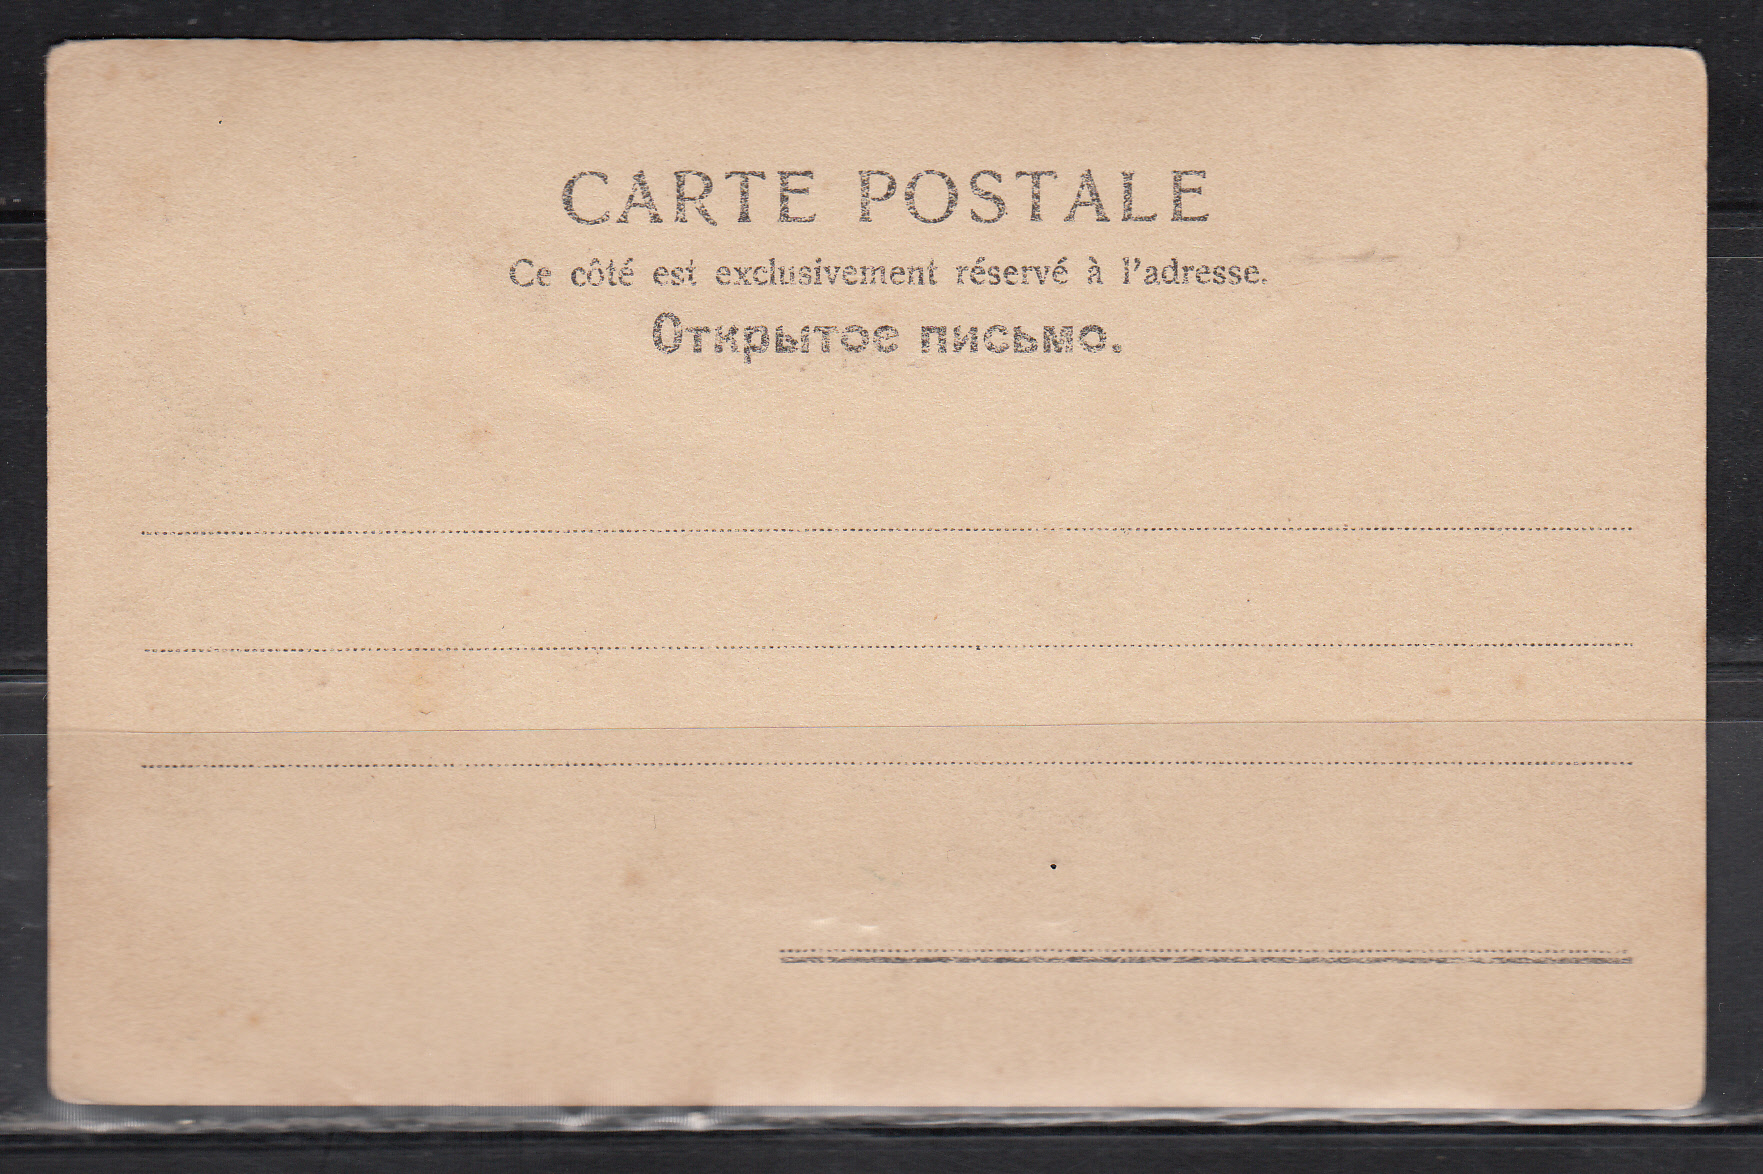 CARTE POSTALE
Ce côté est exclusivement réservé à l'adresse.
Открытое письмо.